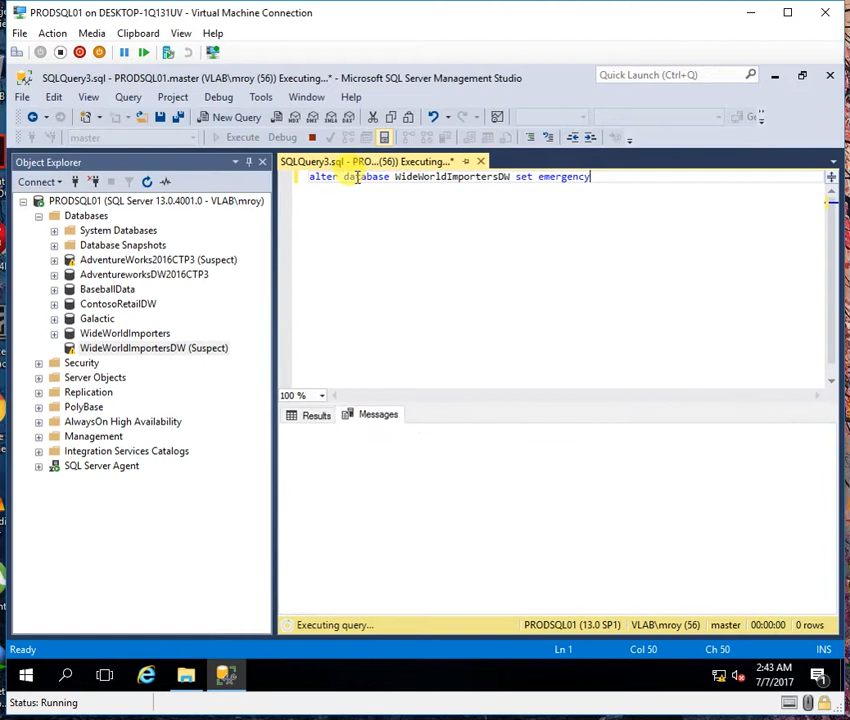 PRODSQL01 on DESKTOP-1Q131UV - Virtual Machine Connection
File Action Media Clipboard View Help
SQLQuery3.sql - PRODSQL01.master (VLAB\mroy (56)) Executing...* - Microsoft SQL Server Management Studio
Quick Launch (Ctrl+Q)
File Edit View Query Project Debug Tools Window Help
New Query
MDX DMX XMLA DAX
Ge
master
Execute Debug
Object Explorer
SQLQuery3.sql - PRO...(56)) Executing...*
Connect
PRODSQL01 (SQL Server 13.0.4001.0 - VLAB\mroy)
Databases
System Databases
Database Snapshots
AdventureWorks2016CTP3 (Suspect)
AdventureworksDW2016CTP3
BaseballData
ContosoRetailDW
Galactic
WideWorldImporters
WideWorldImportersDW (Suspect)
Security
Server Objects
Replication
PolyBase
AlwaysOn High Availability
Management
Integration Services Catalogs
SQL Server Agent
alter database WideWorldImportersDW set emergency
100 %
Results Messages
Executing query...
PRODSQL01 (13.0 SP1) VLAB\mroy (56) master 00:00:00 0 rows
Ready Ln 1 Col 50 Ch 50 INS
2:43 AM
7/7/2017
1
Status: Running